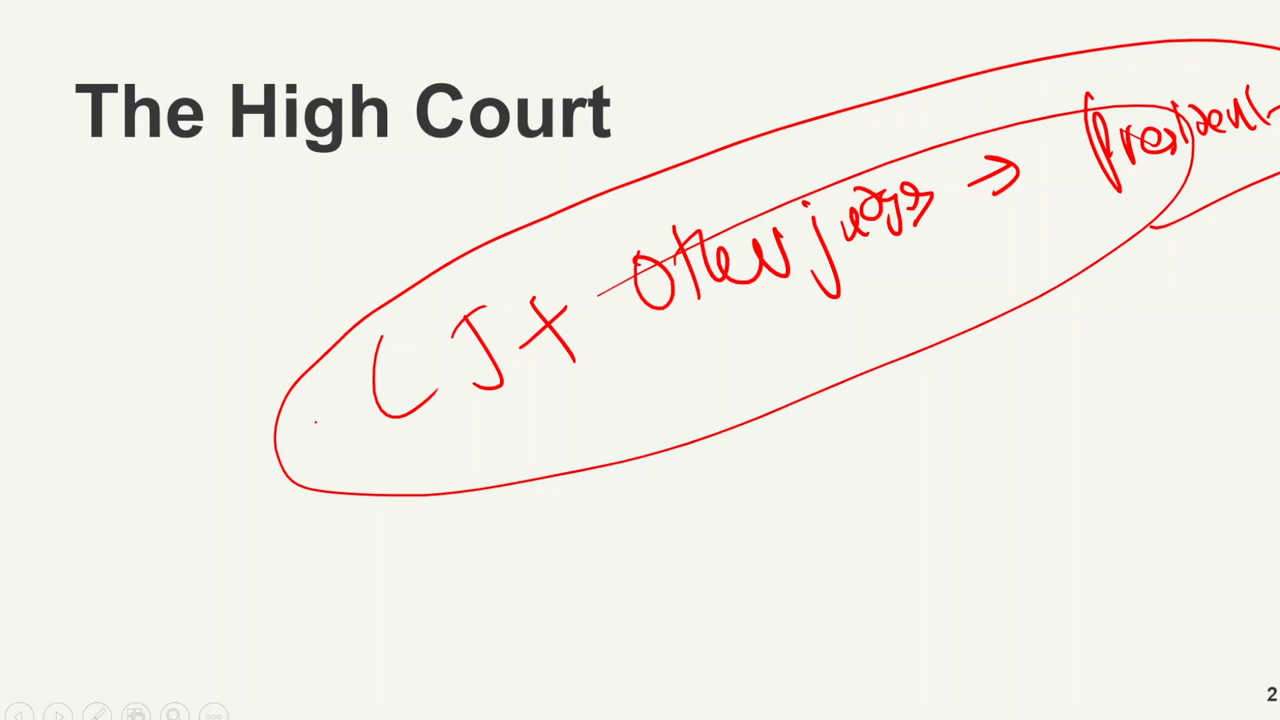 The High Court
CJ + Other judges → President
2